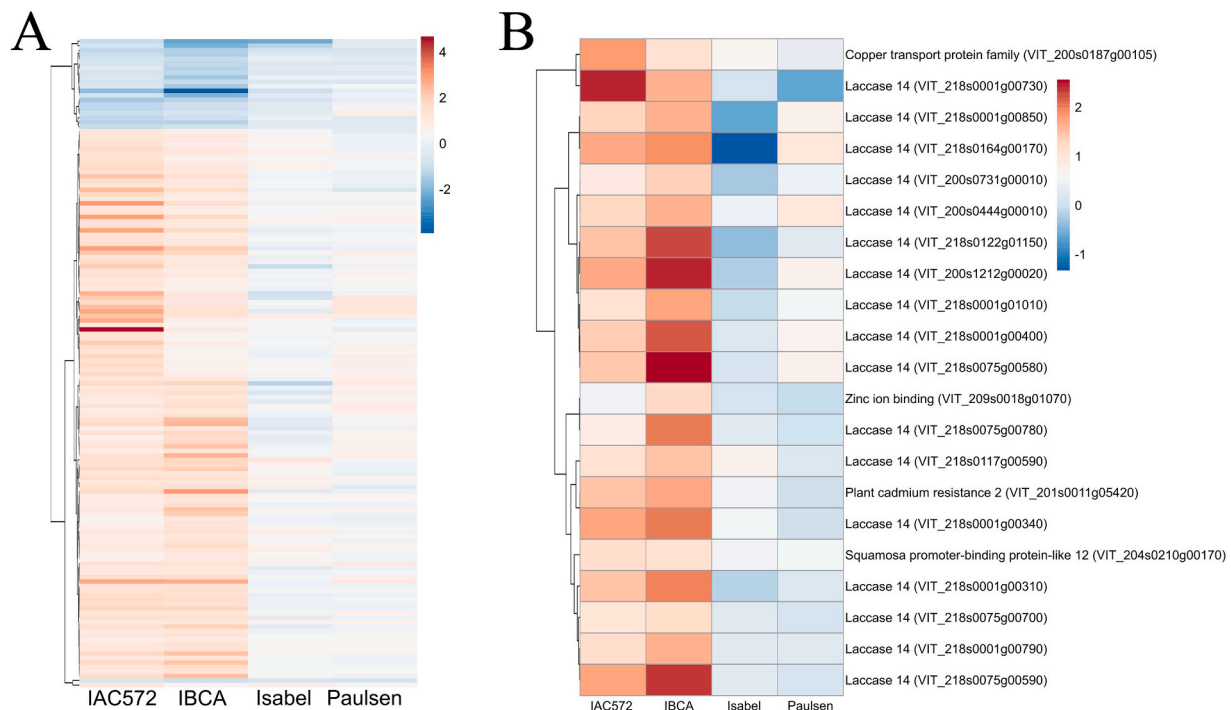 A
4
2
0
-2
IAC572 IBCA Isabel Paulsen
B
Copper transport protein family (VIT_200s0187g00105)
Laccase 14 (VIT_218s0001g00730)
Laccase 14 (VIT_218s0001g00850)
Laccase 14 (VIT_218s0164g00170)
Laccase 14 (VIT_200s0731g00010)
Laccase 14 (VIT_200s0444g00010)
Laccase 14 (VIT_218s0122g01150)
Laccase 14 (VIT_200s1212g00020)
Laccase 14 (VIT_218s0001g01010)
Laccase 14 (VIT_218s0001g00400)
Laccase 14 (VIT_218s0075g00580)
Zinc ion binding (VIT_209s0018g01070)
Laccase 14 (VIT_218s0075g00780)
Laccase 14 (VIT_218s0117g00590)
Plant cadmium resistance 2 (VIT_201s0011g05420)
Laccase 14 (VIT_218s0001g00340)
Squamosa promoter-binding protein-like 12 (VIT_204s0210g00170)
Laccase 14 (VIT_218s0001g00310)
Laccase 14 (VIT_218s0075g00700)
Laccase 14 (VIT_218s0001g00790)
Laccase 14 (VIT_218s0075g00590)
2
1
0
-1
IAC572 IBCA Isabel Paulsen